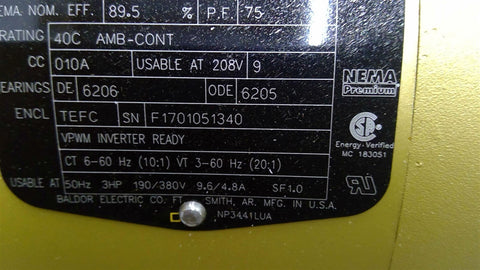 EMA. NOM. EFF. 89.5 % P.F. 75
RATING 40C AMB-CONT
CC 010A USABLE AT 208V 9
EARINGS DE 6206 ODE 6205
NEMA
Premium
ENCL TEFC SN F1701051340
VPWM INVERTER READY
Energy-Verified
MC 183051
CT 6-60 Hz (10:1) VT 3-60 Hz (20:1)
USABLE AT 50Hz 3HP 190/380V 9.6/4.8A SF1.0
BALDOR ELECTRIC CO. FT. SMITH, AR. MFG. IN U.S.A.
NP3441LUA